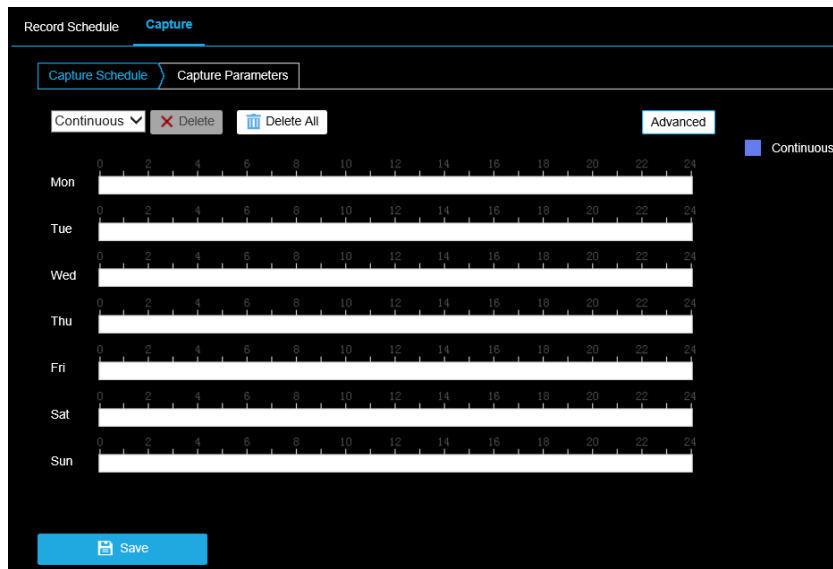 Record Schedule Capture
Capture Schedule Capture Parameters
Continuous Delete Delete All Advanced
Continuous
0 2 4 6 8 10 12 14 16 18 20 22 24
Mon
0 2 4 6 8 10 12 14 16 18 20 22 24
Tue
0 2 4 6 8 10 12 14 16 18 20 22 24
Wed
0 2 4 6 8 10 12 14 16 18 20 22 24
Thu
0 2 4 6 8 10 12 14 16 18 20 22 24
Fri
0 2 4 6 8 10 12 14 16 18 20 22 24
Sat
0 2 4 6 8 10 12 14 16 18 20 22 24
Sun
Save